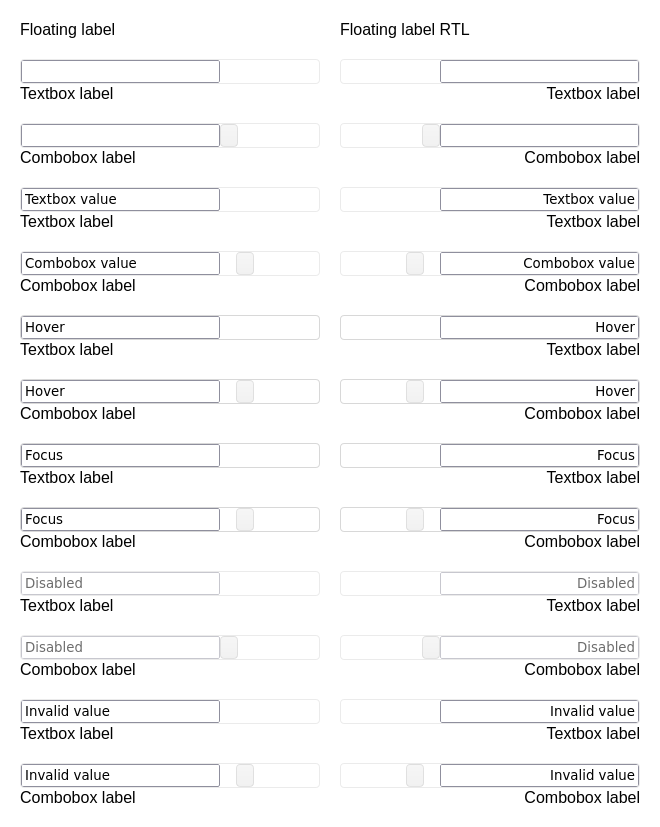 Floating label
Floating label RTL
Textbox label
Textbox label
Combobox label
Combobox label
Textbox value
Textbox value
Textbox label
Textbox label
Combobox value
Combobox value
Combobox label
Combobox label
Hover
Hover
Textbox label
Textbox label
Hover
Hover
Combobox label
Combobox label
Focus
Focus
Textbox label
Textbox label
Focus
Focus
Combobox label
Combobox label
Disabled
Disabled
Textbox label
Textbox label
Disabled
Disabled
Combobox label
Combobox label
Invalid value
Invalid value
Textbox label
Textbox label
Invalid value
Invalid value
Combobox label
Combobox label